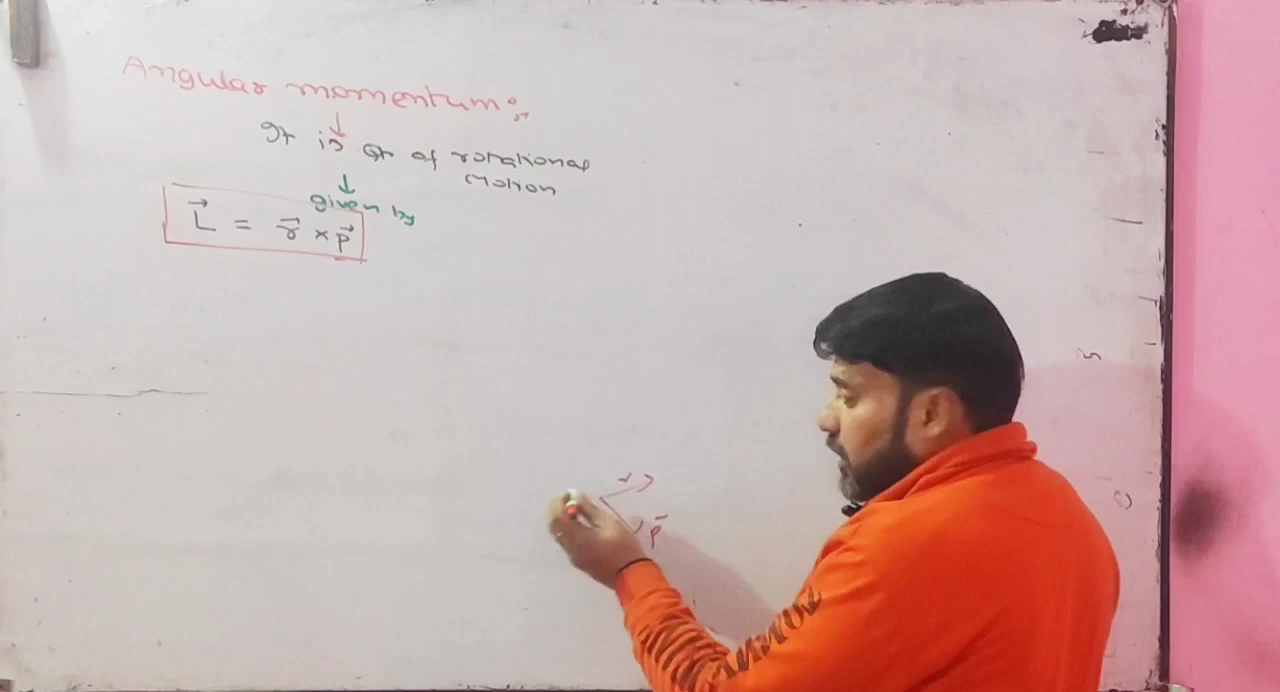 Angular momentum:
It is Qt of rotational
Motion
given by
L⃗ = r⃗ × p⃗
r
p⃗